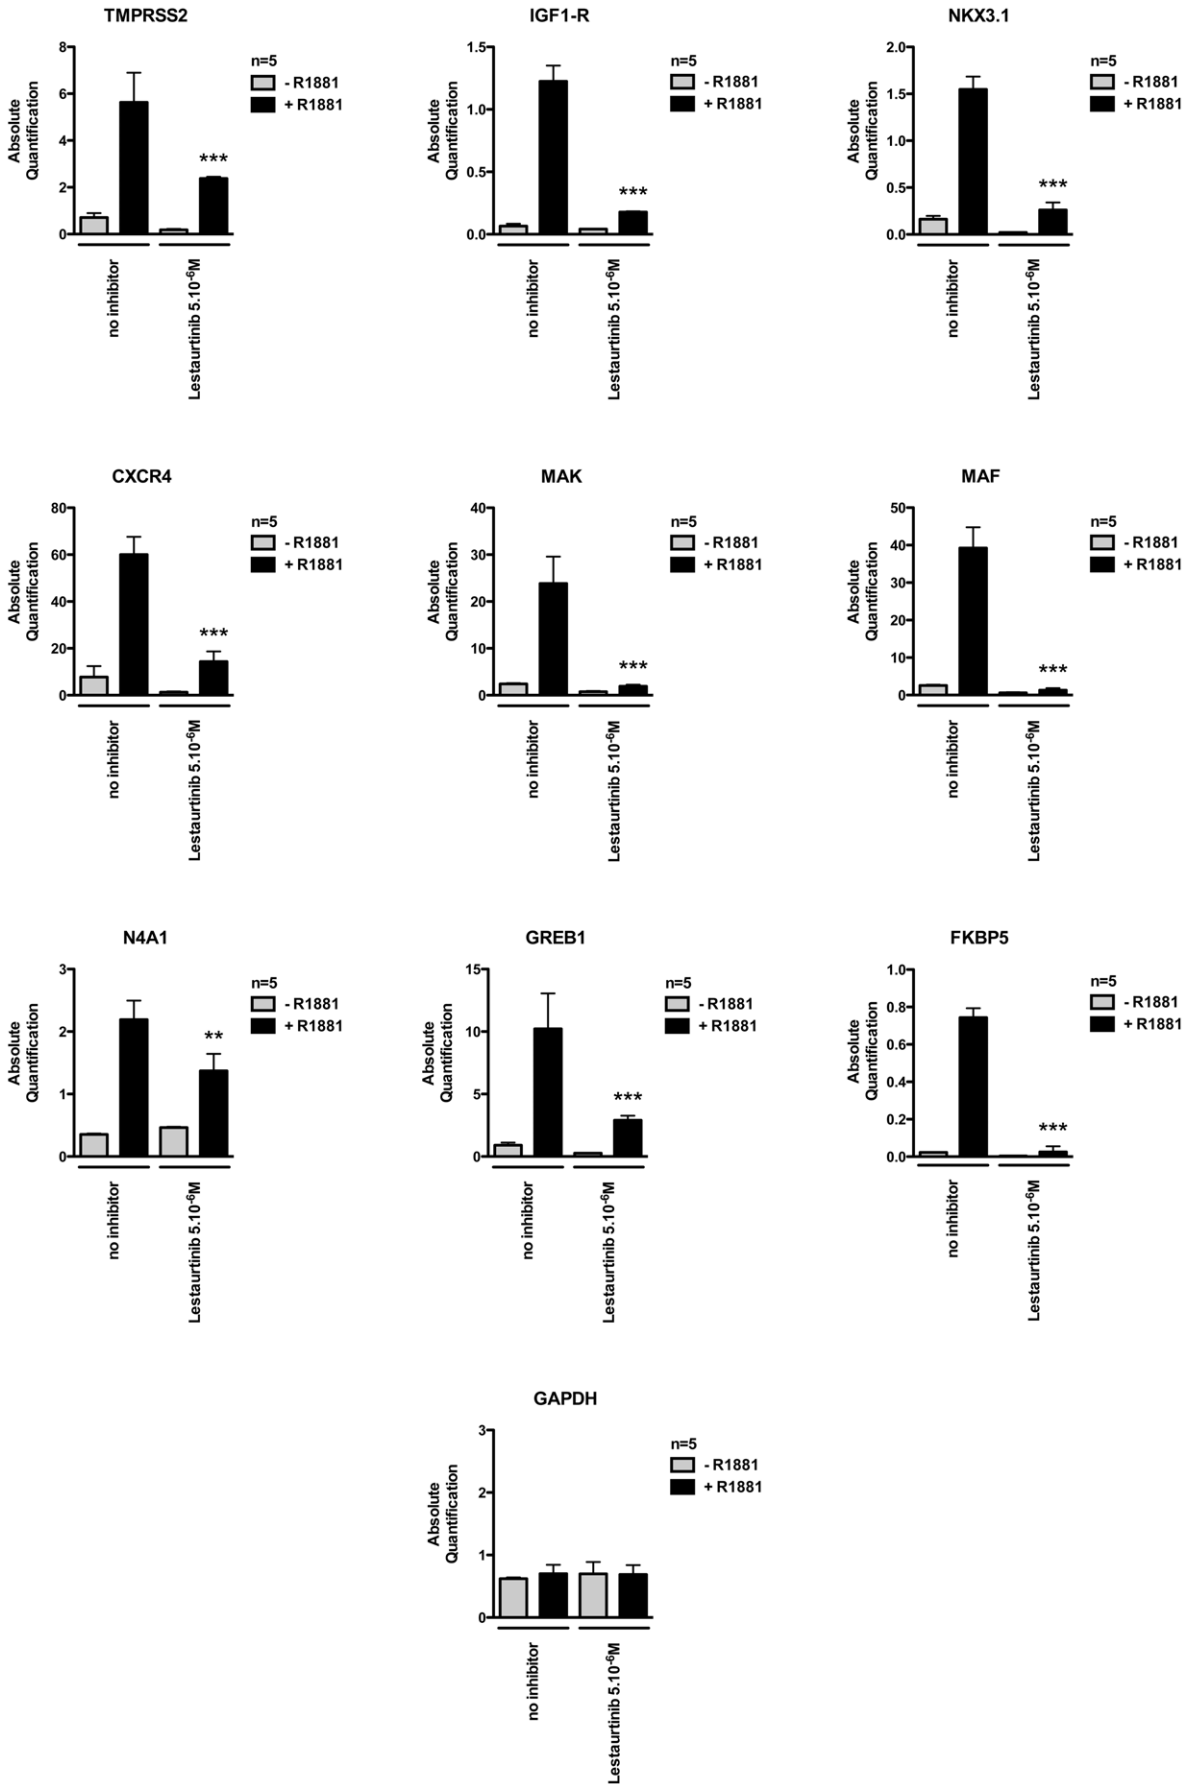 TMPRSS2
8
6
4
2
0
Absolute
Quantification
n=5
- R1881
+ R1881
***
no inhibitor
Lestaurtinib 5.10⁻⁶M
IGF1-R
1.5
1.0
0.5
0.0
Absolute
Quantification
n=5
- R1881
+ R1881
***
no inhibitor
Lestaurtinib 5.10⁻⁶M
NKX3.1
2.0
1.5
1.0
0.5
0.0
Absolute
Quantification
n=5
- R1881
+ R1881
***
no inhibitor
Lestaurtinib 5.10⁻⁶M
CXCR4
80
60
40
20
0
Absolute
Quantification
n=5
- R1881
+ R1881
***
no inhibitor
Lestaurtinib 5.10⁻⁶M
MAK
40
30
20
10
0
Absolute
Quantification
n=5
- R1881
+ R1881
***
no inhibitor
Lestaurtinib 5.10⁻⁶M
MAF
50
40
30
20
10
0
Absolute
Quantification
n=5
- R1881
+ R1881
***
no inhibitor
Lestaurtinib 5.10⁻⁶M
N4A1
3
2
1
0
Absolute
Quantification
n=5
- R1881
+ R1881
**
no inhibitor
Lestaurtinib 5.10⁻⁶M
GREB1
15
10
5
0
Absolute
Quantification
n=5
- R1881
+ R1881
***
no inhibitor
Lestaurtinib 5.10⁻⁶M
FKBP5
1.0
0.8
0.6
0.4
0.2
0.0
Absolute
Quantification
n=5
- R1881
+ R1881
***
no inhibitor
Lestaurtinib 5.10⁻⁶M
GAPDH
3
2
1
0
Absolute
Quantification
n=5
- R1881
+ R1881
no inhibitor
Lestaurtinib 5.10⁻⁶M